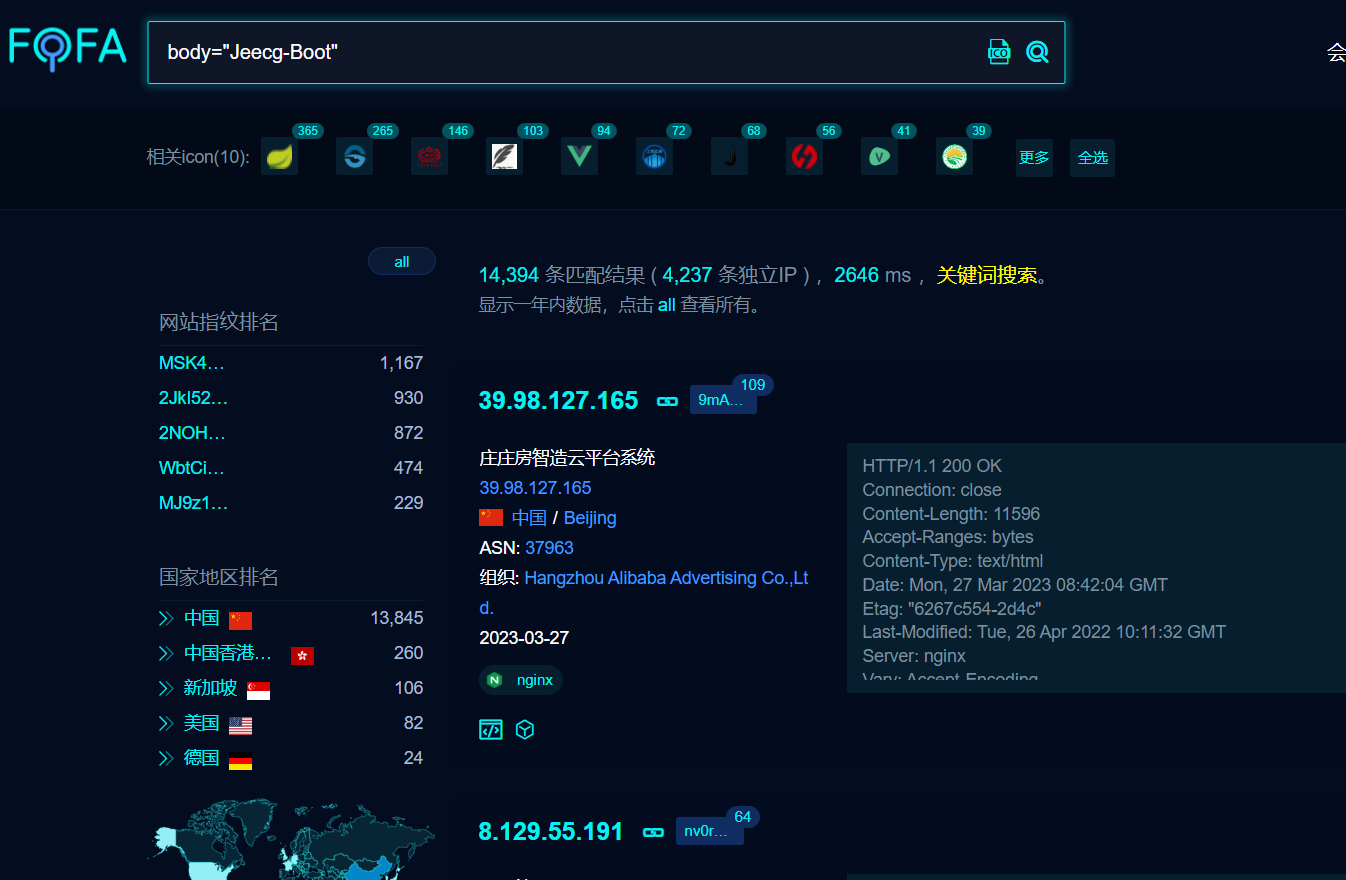 FOFA
body="Jeecg-Boot"
ICO
会
相关icon(10):
365
265
146
103
94
72
68
56
41
39
更多
全选
all
14,394 条匹配结果 ( 4,237 条独立IP ) ,  2646 ms ,  关键词搜索。
显示一年内数据，点击 all 查看所有。
网站指纹排名
MSK4… 1,167
2Jkl52… 930
2NOH… 872
WbtCi… 474
MJ9z1… 229
国家地区排名
中国 13,845
中国香港… 260
新加坡 106
美国 82
德国 24
39.98.127.165
9mA…
109
庄庄房智造云平台系统
39.98.127.165
中国 / Beijing
ASN: 37963
组织: Hangzhou Alibaba Advertising Co.,Lt
d.
2023-03-27
nginx
HTTP/1.1 200 OK
Connection: close
Content-Length: 11596
Accept-Ranges: bytes
Content-Type: text/html
Date: Mon, 27 Mar 2023 08:42:04 GMT
Etag: "6267c554-2d4c"
Last-Modified: Tue, 26 Apr 2022 10:11:32 GMT
Server: nginx
Vary: Accept-Encoding
8.129.55.191
nv0r…
64